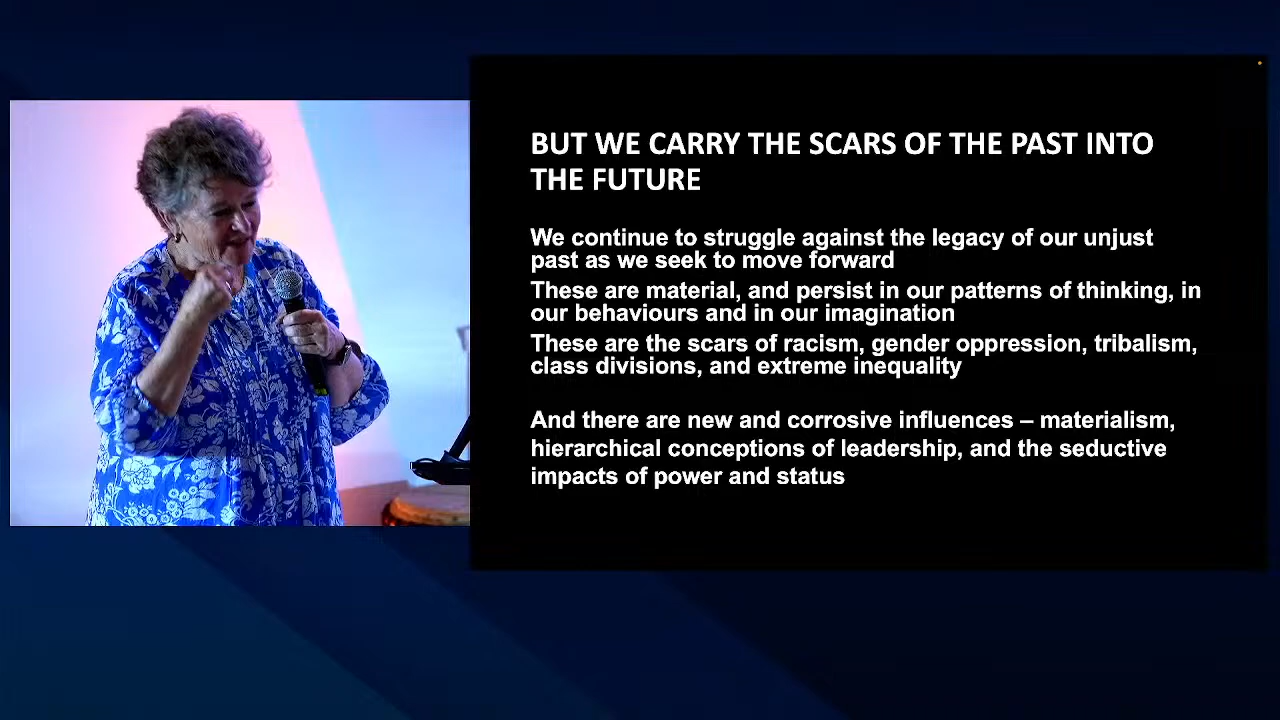 BUT WE CARRY THE SCARS OF THE PAST INTO
THE FUTURE
We continue to struggle against the legacy of our unjust
past as we seek to move forward
These are material, and persist in our patterns of thinking, in
our behaviours and in our imagination
These are the scars of racism, gender oppression, tribalism,
class divisions, and extreme inequality
And there are new and corrosive influences – materialism,
hierarchical conceptions of leadership, and the seductive
impacts of power and status